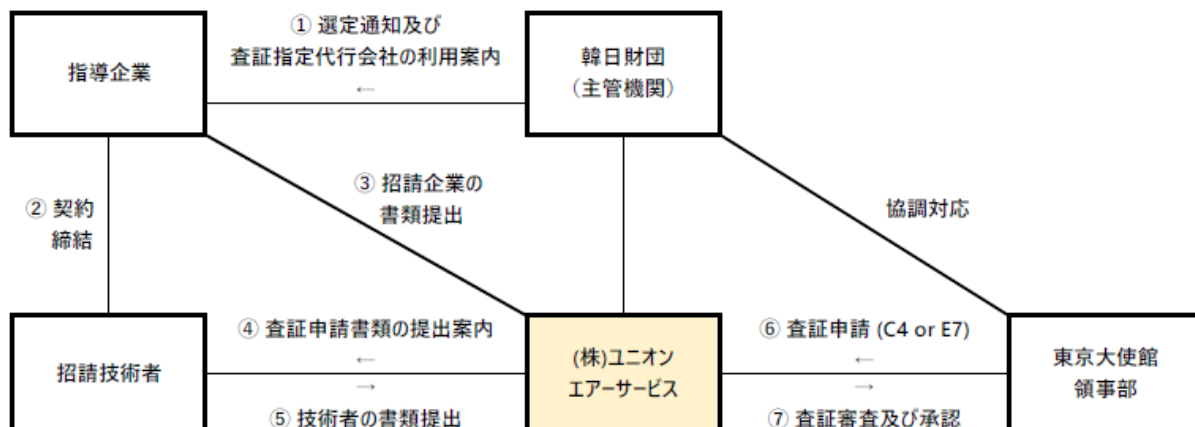 ① 選定通知及び
査証指定代行会社の利用案内
←
指導企業
韓日財団
（主管機関）
③ 招請企業の
書類提出
② 契約
締結
協調対応
④ 査証申請書類の提出案内
←
→
⑤ 技術者の書類提出
招請技術者
(株)ユニオン
エアーサービス
⑥ 査証申請 (C4 or E7)
←
→
⑦ 査証審査及び承認
東京大使館
領事部